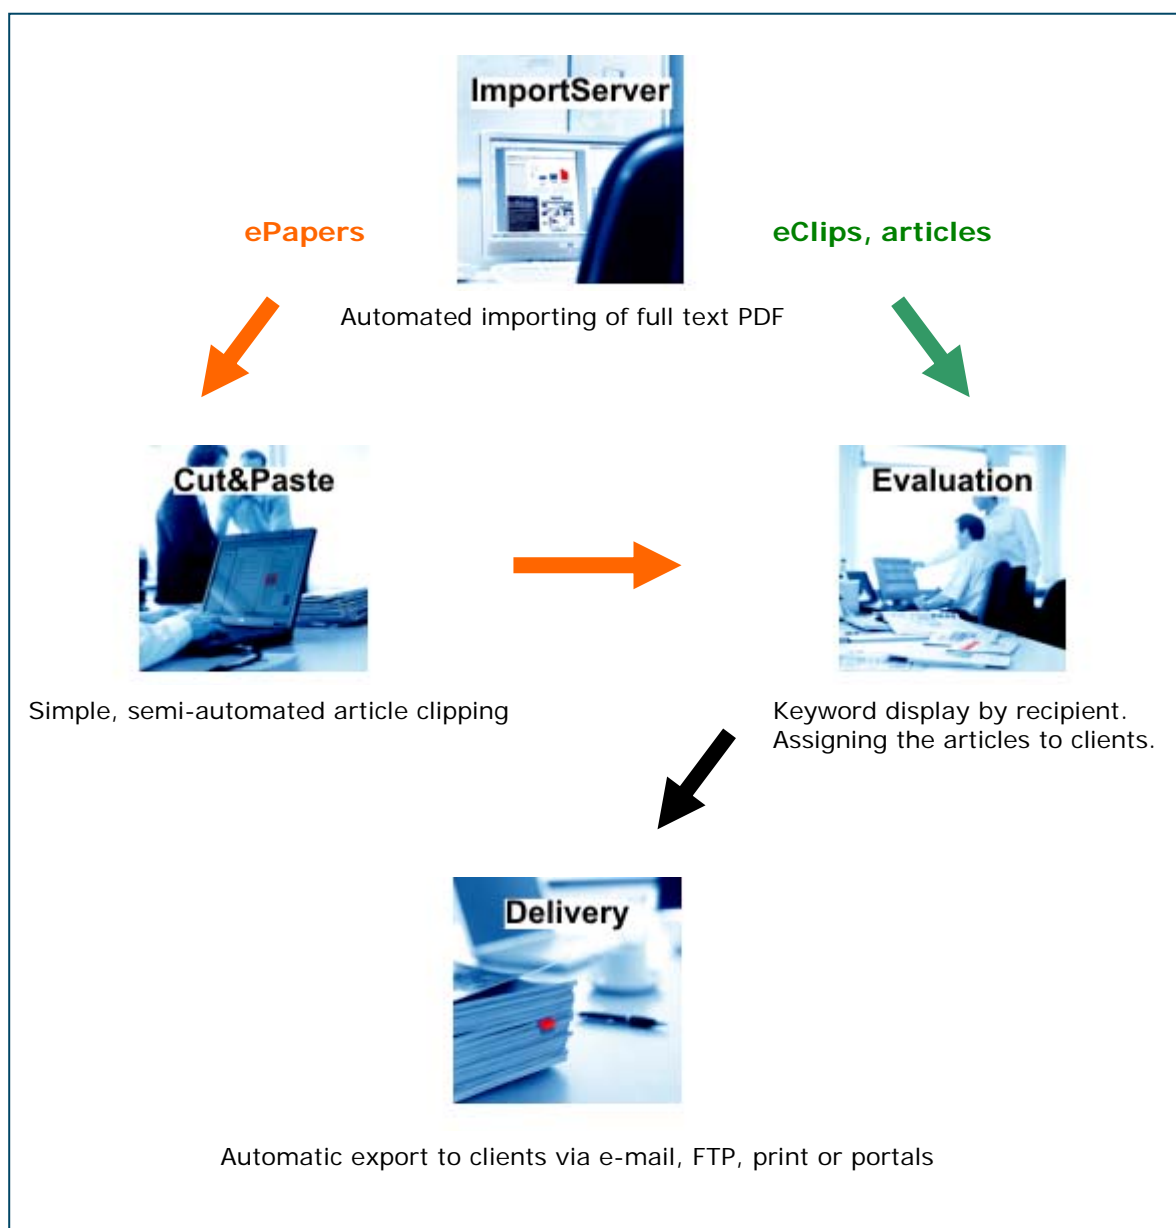 ImportServer
ePapers
eClips, articles
Automated importing of full text PDF
Cut&Paste
Evaluation
Simple, semi-automated article clipping
Keyword display by recipient.
Assigning the articles to clients.
Delivery
Automatic export to clients via e-mail, FTP, print or portals